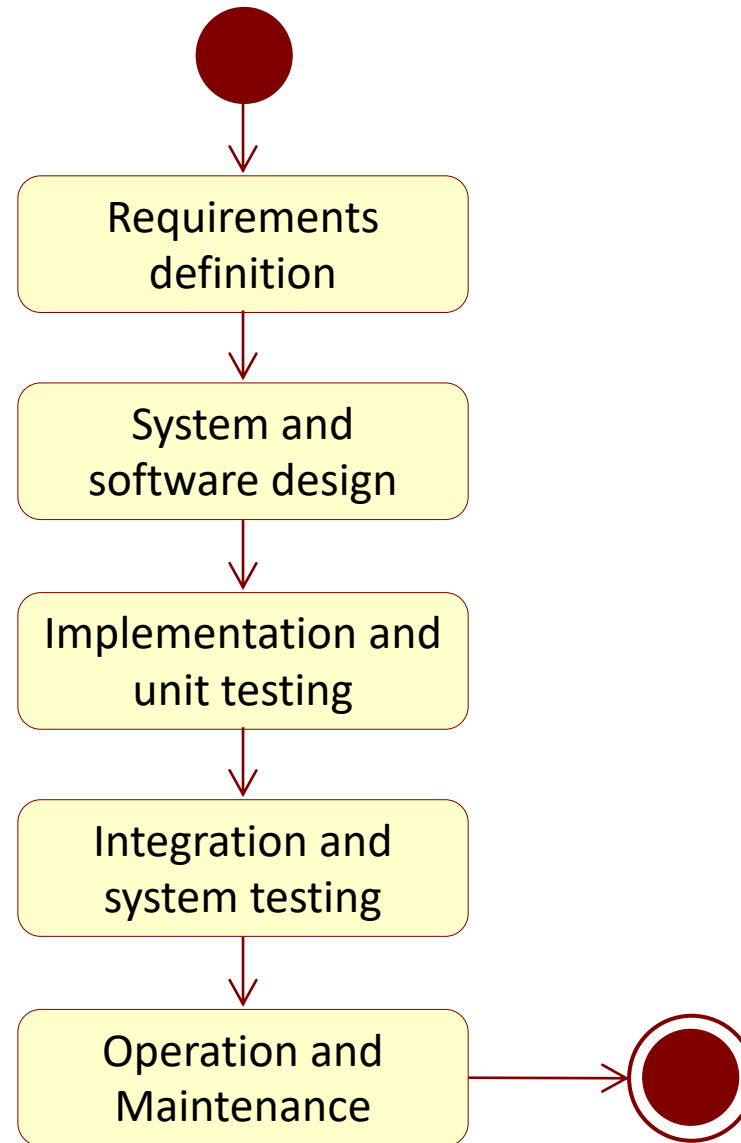 Requirements
definition
System and
software design
Implementation and
unit testing
Integration and
system testing
Operation and
Maintenance